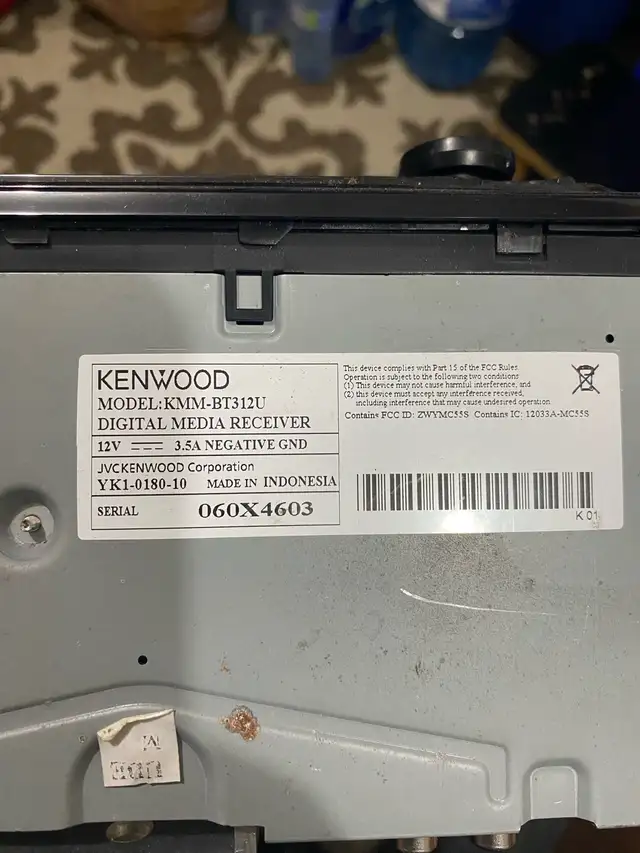 KENWOOD
MODEL:KMM-BT312U
DIGITAL MEDIA RECEIVER
12V 3.5A NEGATIVE GND
JVCKENWOOD Corporation
YK1-0180-10 MADE IN INDONESIA
SERIAL 060X4603
This device complies with Part 15 of the FCC Rules
Operation is subject to the following two conditions
(1) This device may not cause harmful interference, and
(2) this device must accept any interference received,
including interference that may cause undesired operation
Contains FCC ID: ZWYMC55S Contains IC: 12033A-MC55S
K 01